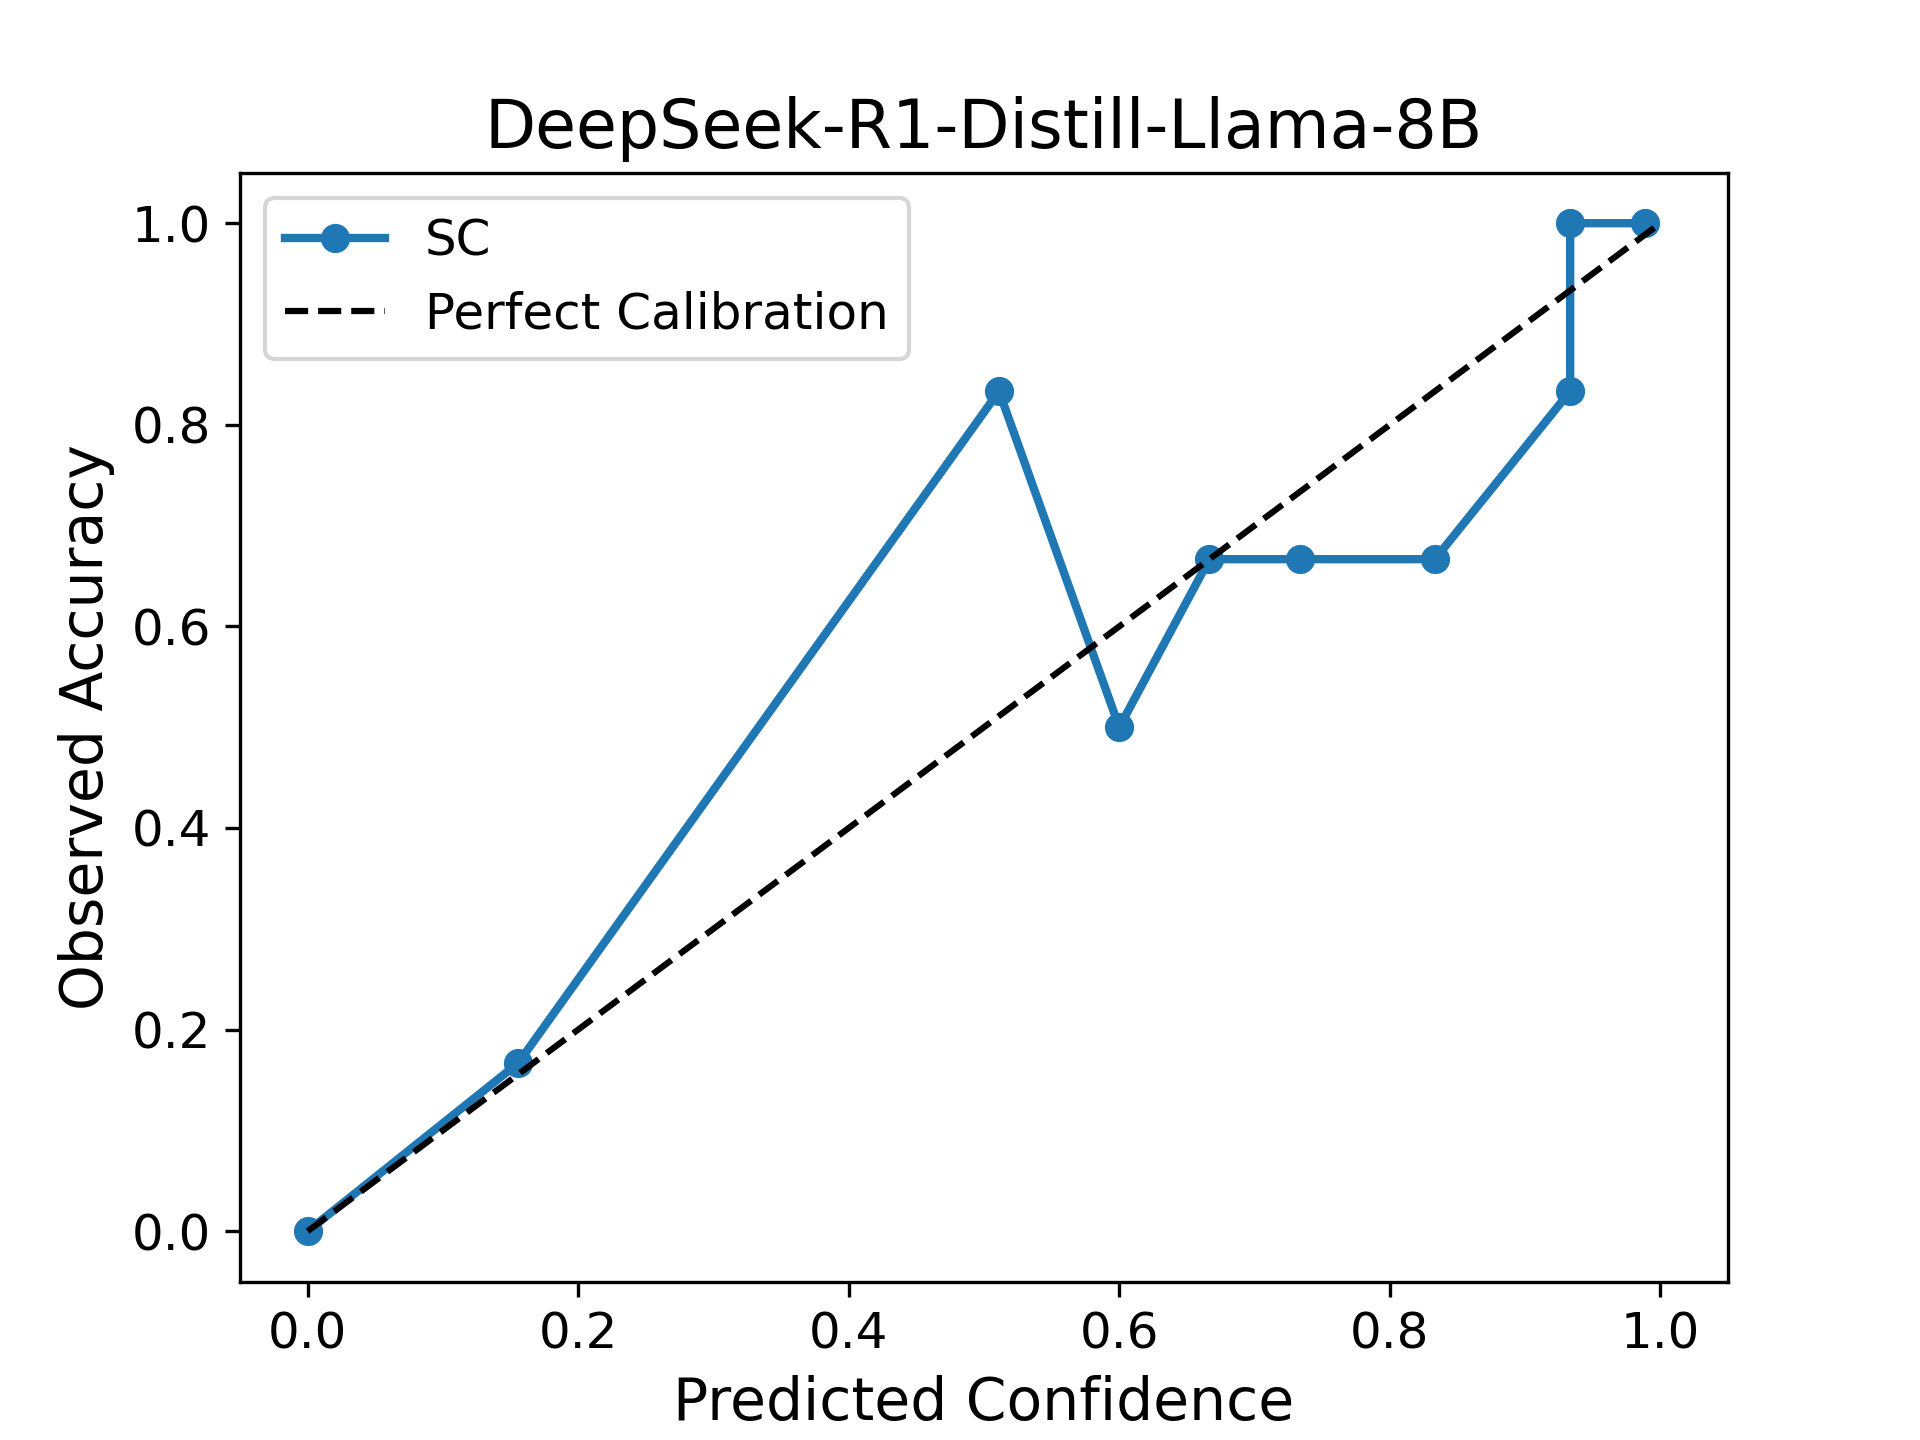 DeepSeek-R1-Distill-Llama-8B
SC
Perfect Calibration
1.0
0.8
0.6
0.4
0.2
0.0
Observed Accuracy
0.0 0.2 0.4 0.6 0.8 1.0
Predicted Confidence